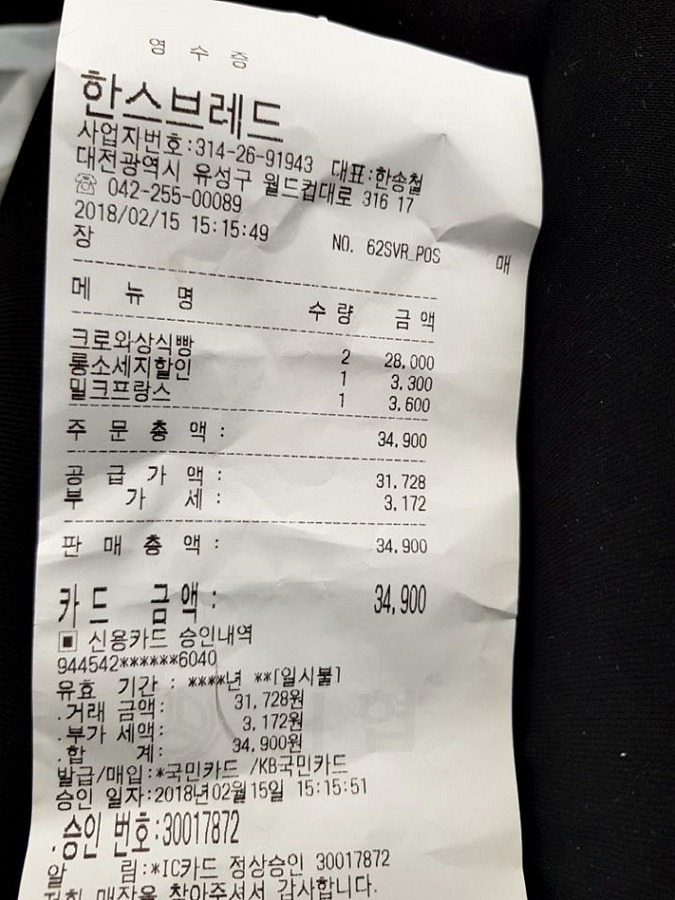 영 수 증
한스브레드
사업자번호:314-26-91943 대표:한송철
대전광역시 유성구 월드컵대로 316 17
☏ 042-255-00089
2018/02/15 15:15:49 NO. 62SVR_POS 매
장
메 뉴 명 수 량 금 액
크로와상식빵 2 28,000
통소세지할인 1 3,300
밀크프랑스 1 3,600
주 문 총 액 : 34,900
공 급 가 액 : 31,728
부 가 세 : 3,172
판 매 총 액 : 34,900
카드 금액: 34,900
▣ 신용카드 승인내역
944542******6040
유효 기간 : ****년 **[일시불]
.거래 금액: 31,728원
.부가 세액: 3,172원
.합 계: 34,900원
발급/매입:*국민카드 /KB국민카드
승인 일자:2018년02월15일 15:15:51
.승인 번호:30017872
알 림:*IC카드 정상승인 30017872
저희 매장을 찾아주셔서 감사합니다.